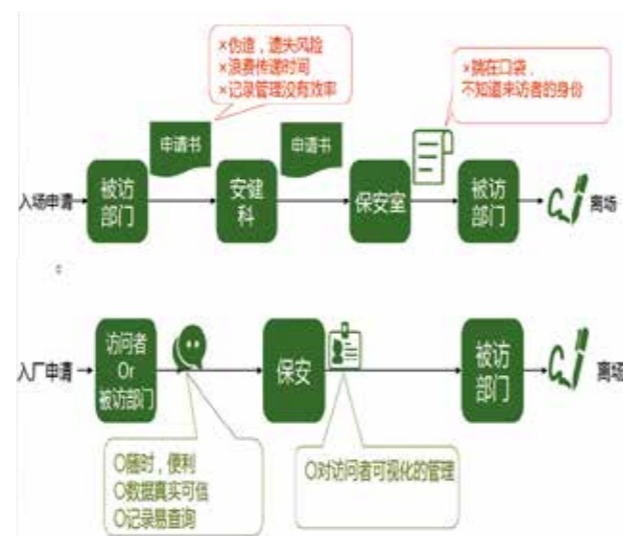 ×伪造，遗失风险
×浪费传递时间
×记录管理没有效率
×揣在口袋，
不知道来访者的身份
申请书
申请书
入场申请
被访
部门
安健
科
保安室
被访
部门
离场
入厂申请
访问者
Or
被访部门
保安
被访
部门
离场
〇随时，便利
〇数据真实可信
〇记录易查询
〇对访问者可视化的管理